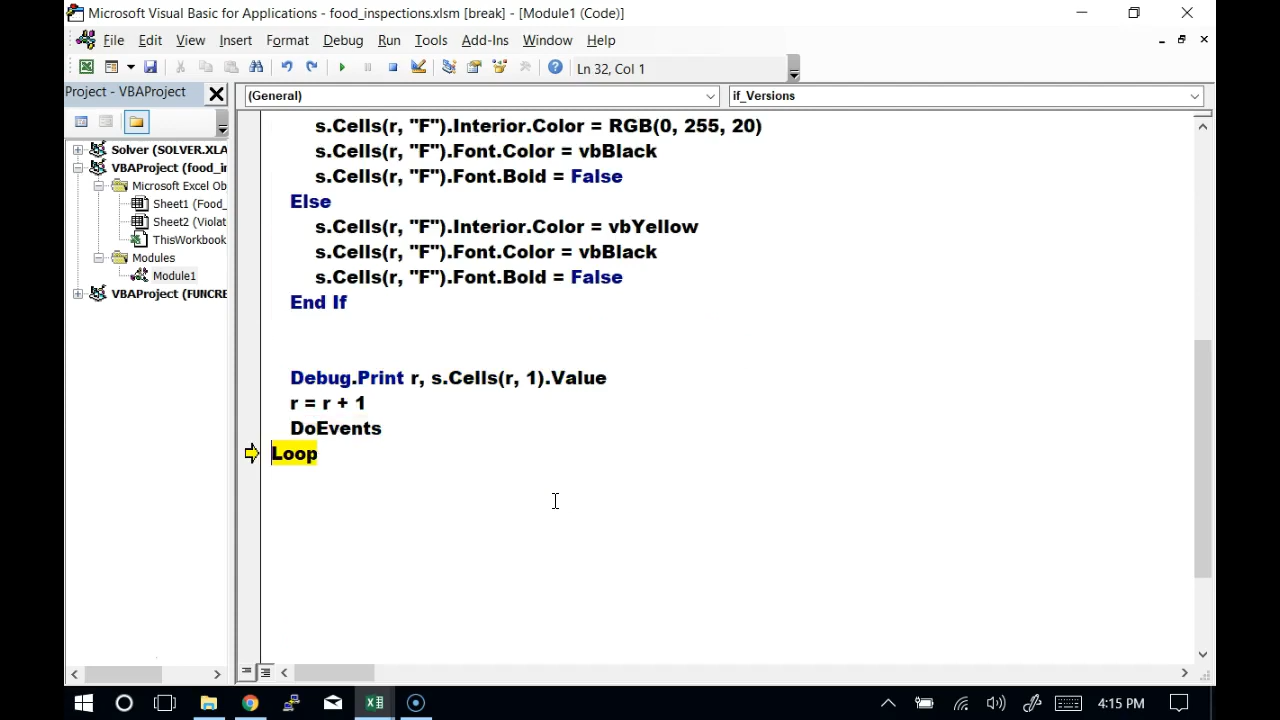 Microsoft Visual Basic for Applications - food_inspections.xlsm [break] - [Module1 (Code)]
File Edit View Insert Format Debug Run Tools Add-Ins Window Help
Ln 32, Col 1
Project - VBAProject
(General) if_Versions
Solver (SOLVER.XLA
VBAProject (food_ir
Microsoft Excel Ob
Sheet1 (Food_
Sheet2 (Violat
ThisWorkbook
Modules
Module1
VBAProject (FUNCRE
s.Cells(r, "F").Interior.Color = RGB(0, 255, 20)
s.Cells(r, "F").Font.Color = vbBlack
s.Cells(r, "F").Font.Bold = False
Else
s.Cells(r, "F").Interior.Color = vbYellow
s.Cells(r, "F").Font.Color = vbBlack
s.Cells(r, "F").Font.Bold = False
End If
Debug.Print r, s.Cells(r, 1).Value
r = r + 1
DoEvents
Loop
4:15 PM